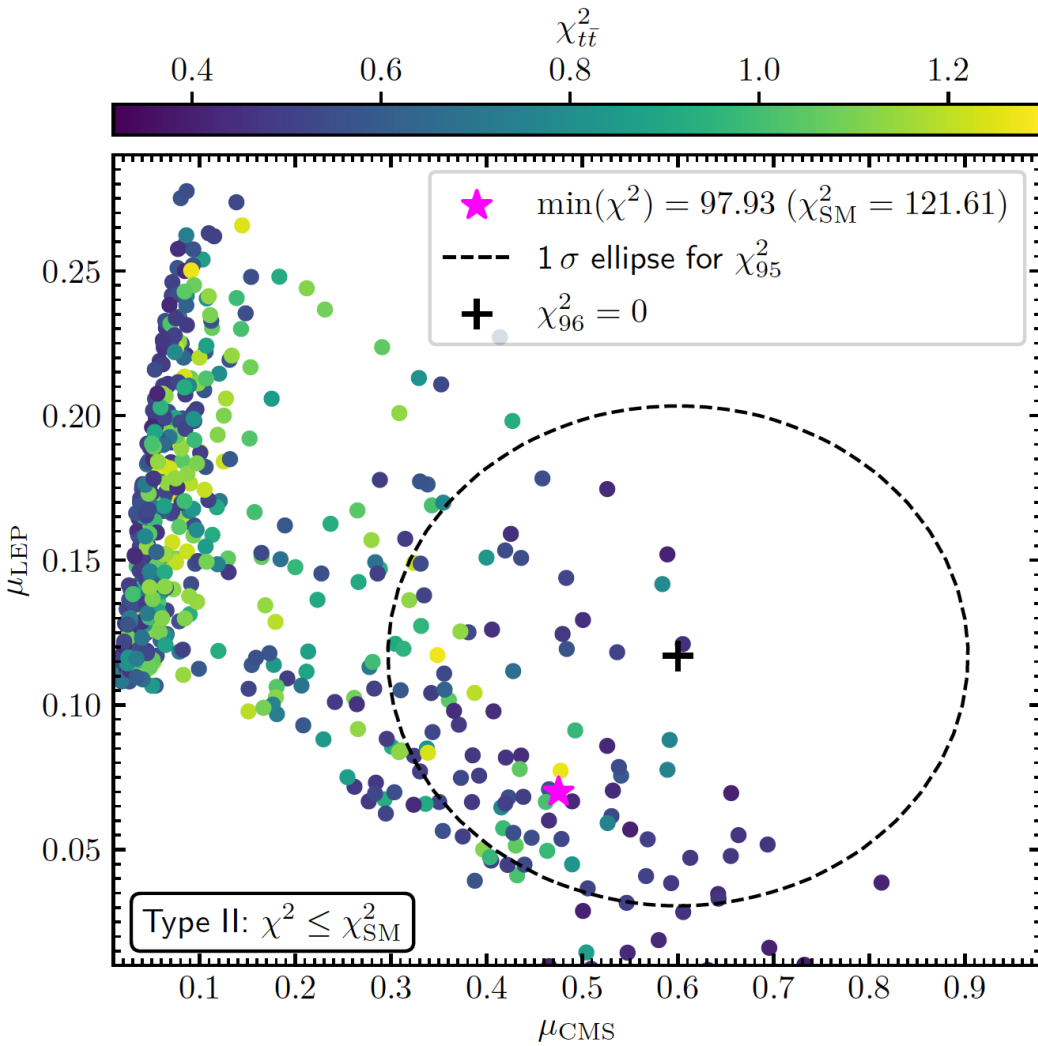 χ²_{tt̄}
0.4 0.6 0.8 1.0 1.2
min(χ²) = 97.93 (χ²_SM = 121.61)
1 σ ellipse for χ²_95
χ²_96 = 0
0.25
0.20
0.15
0.10
0.05
μ_LEP
Type II: χ² ≤ χ²_SM
0.1 0.2 0.3 0.4 0.5 0.6 0.7 0.8 0.9
μ_CMS